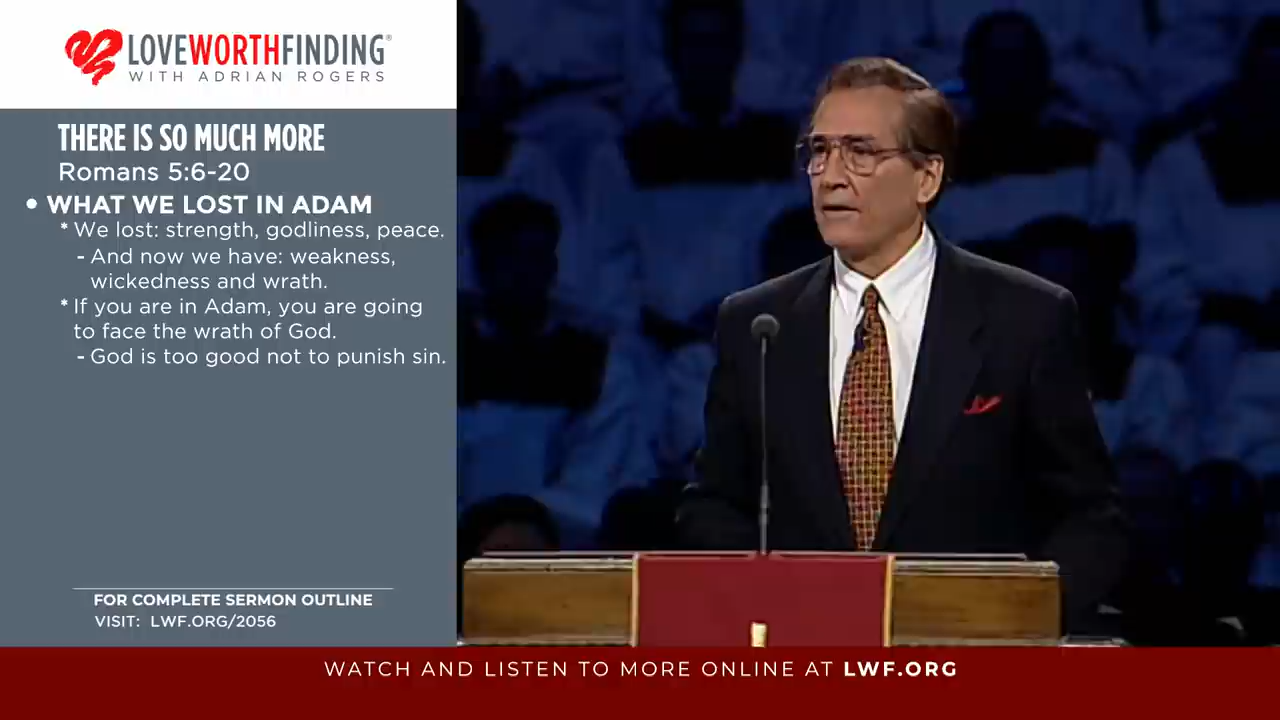 LOVEWORTHFINDING®
WITH ADRIAN ROGERS
THERE IS SO MUCH MORE
Romans 5:6-20
• WHAT WE LOST IN ADAM
* We lost: strength, godliness, peace.
- And now we have: weakness,
wickedness and wrath.
* If you are in Adam, you are going
to face the wrath of God.
- God is too good not to punish sin.
FOR COMPLETE SERMON OUTLINE
VISIT: LWF.ORG/2056
WATCH AND LISTEN TO MORE ONLINE AT LWF.ORG